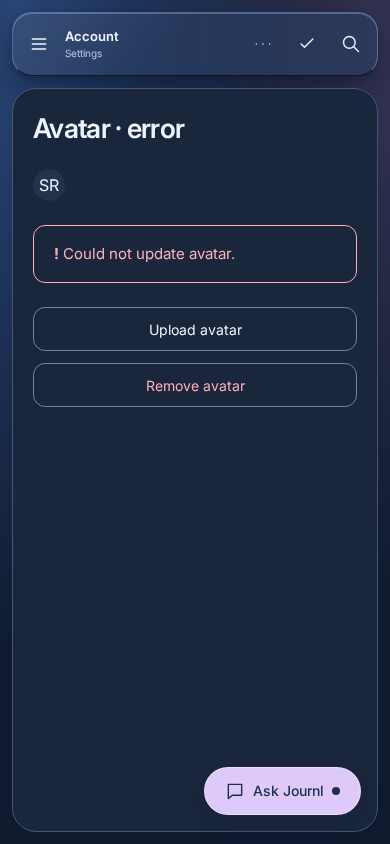 Account
Settings
···
Avatar · error
SR
! Could not update avatar.
Upload avatar
Remove avatar
Ask Journl